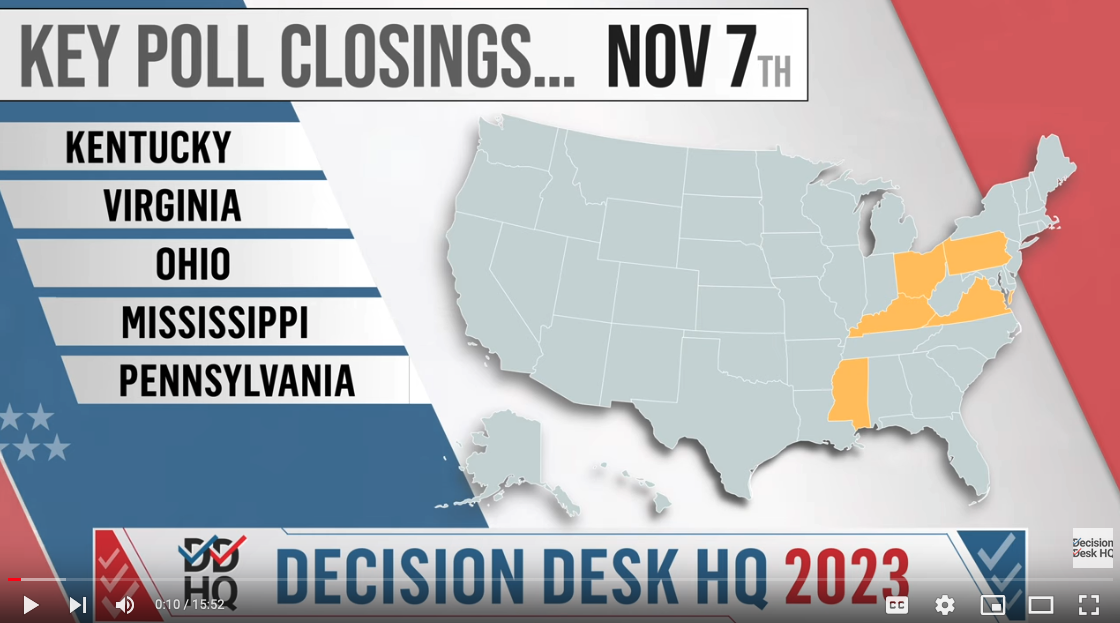 KEY POLL CLOSINGS... NOV 7TH
KENTUCKY
VIRGINIA
OHIO
MISSISSIPPI
PENNSYLVANIA
DD
HQ
DECISION DESK HQ 2023
Decision
Desk HQ
0:10 / 15:52
CC